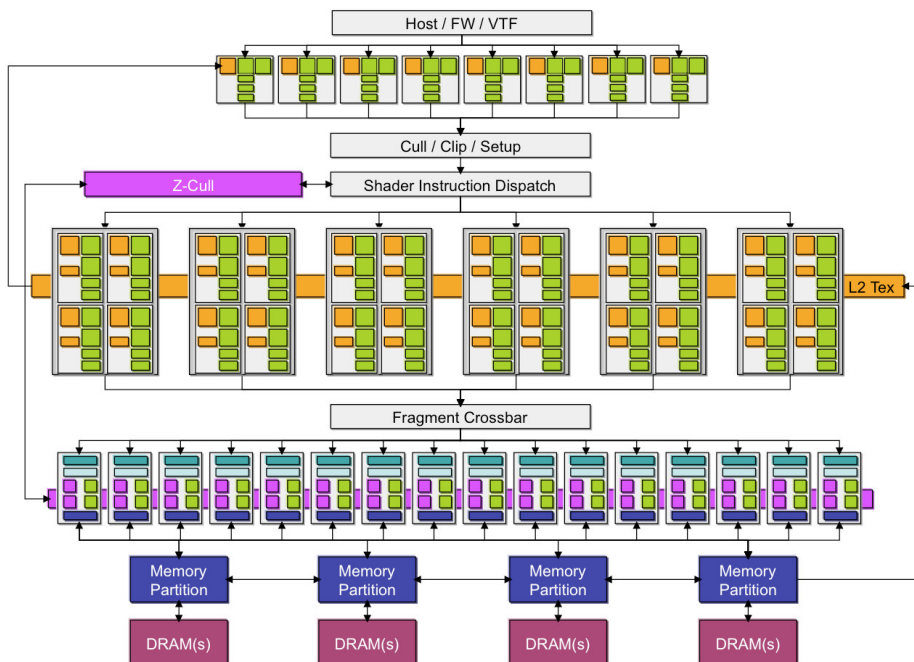 Host / FW / VTF
Cull / Clip / Setup
Z-Cull
Shader Instruction Dispatch
L2 Tex
Fragment Crossbar
Memory
Partition
Memory
Partition
Memory
Partition
Memory
Partition
DRAM(s)
DRAM(s)
DRAM(s)
DRAM(s)